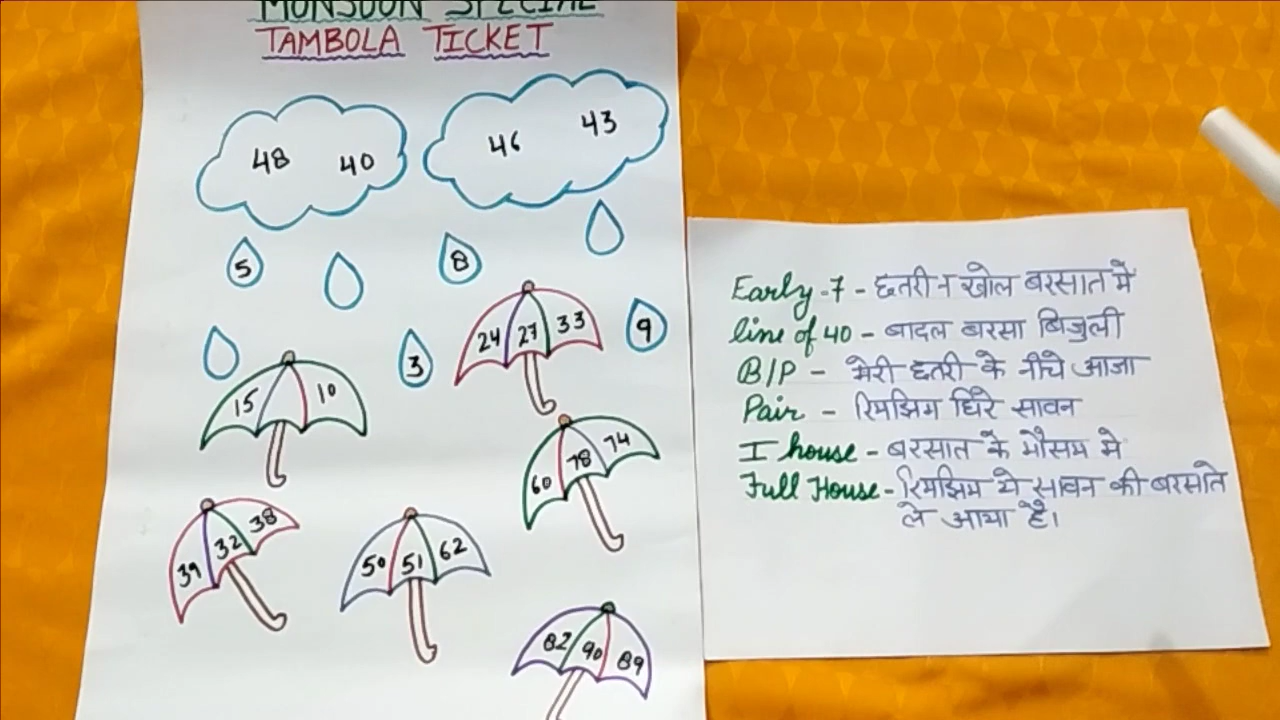 MONSOON SPECIAL
TAMBOLA TICKET
48 40
46 43
5
8
3
9
24 27 33
15 10
60 78 74
39 32 38
50 51 62
82 90 89
Early-7 - छतरी न खोल बरसात में
line of 40 - बादल बरसा बिजुली
B/P - मेरी छतरी के नीचे आजा
Pair - रिमझिम घिरे सावन
I house - बरसात के मौसम मे
Full House - रिमझिम ये सावन की बरसाते
ले आया है।